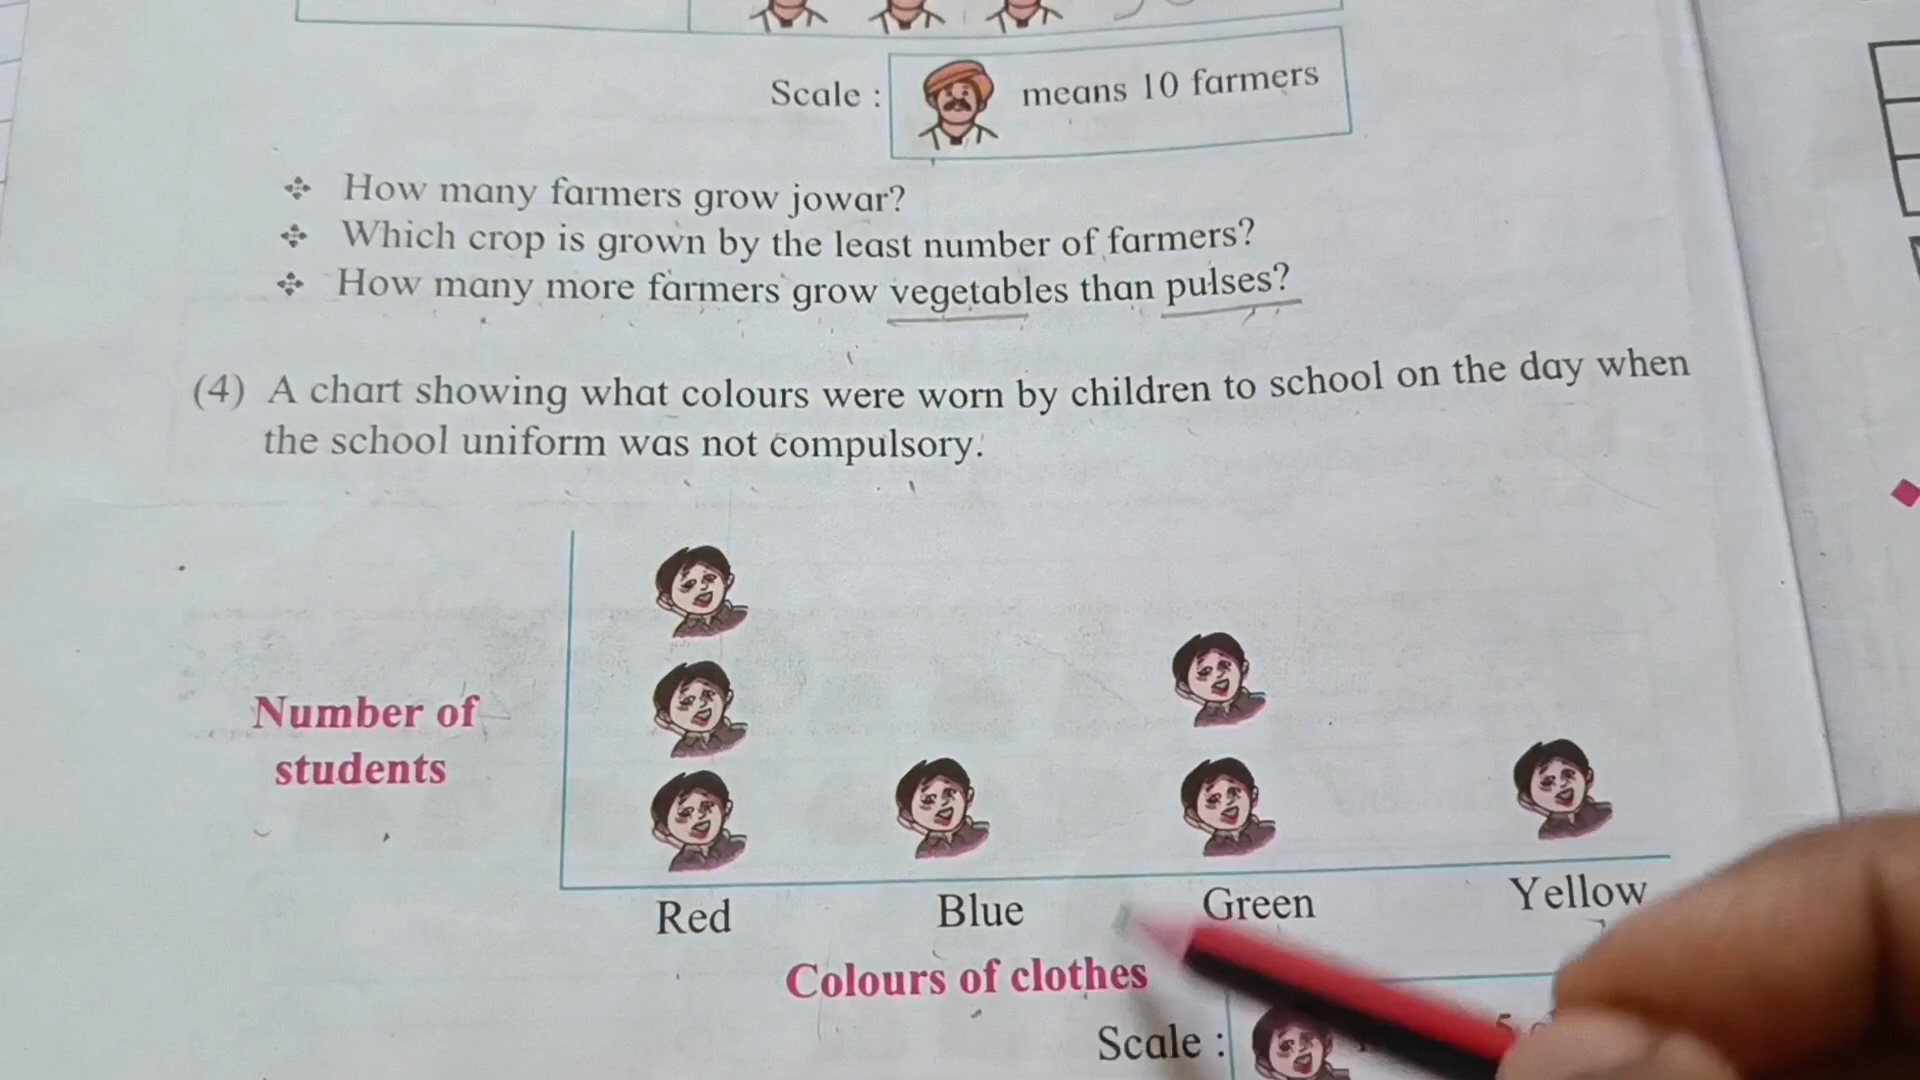 Scale : means 10 farmers
How many farmers grow jowar?
Which crop is grown by the least number of farmers?
How many more farmers grow vegetables than pulses?
(4) A chart showing what colours were worn by children to school on the day when
the school uniform was not compulsory.
Number of
students
Red Blue Green Yellow
Colours of clothes
Scale :